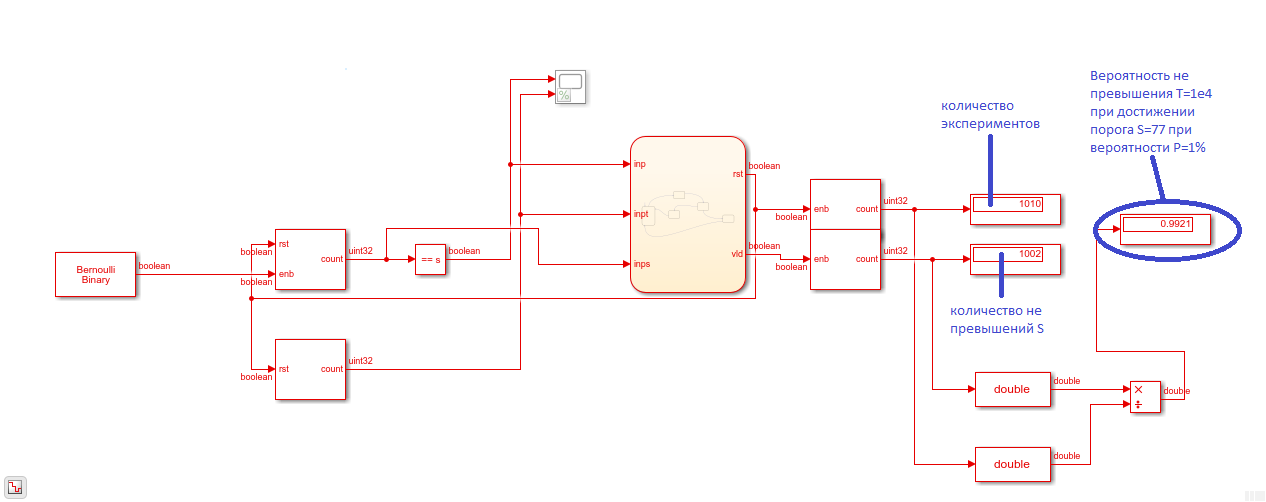 Вероятность не
превышения T=1e4
при достижении
порога S=77 при
вероятности P=1%
количество
экспериментов
%
inp
boolean
rst
inpt
uint32
enb
count
1010
boolean
0.9921
rst
boolean
uint32
boolean
vld
boolean
uint32
Bernoulli
Binary
boolean
enb
count
== s
boolean
inps
boolean
enb
count
1002
boolean
количество не
превышений S
rst
count
uint32
boolean
double
double
×
÷
double
double
double